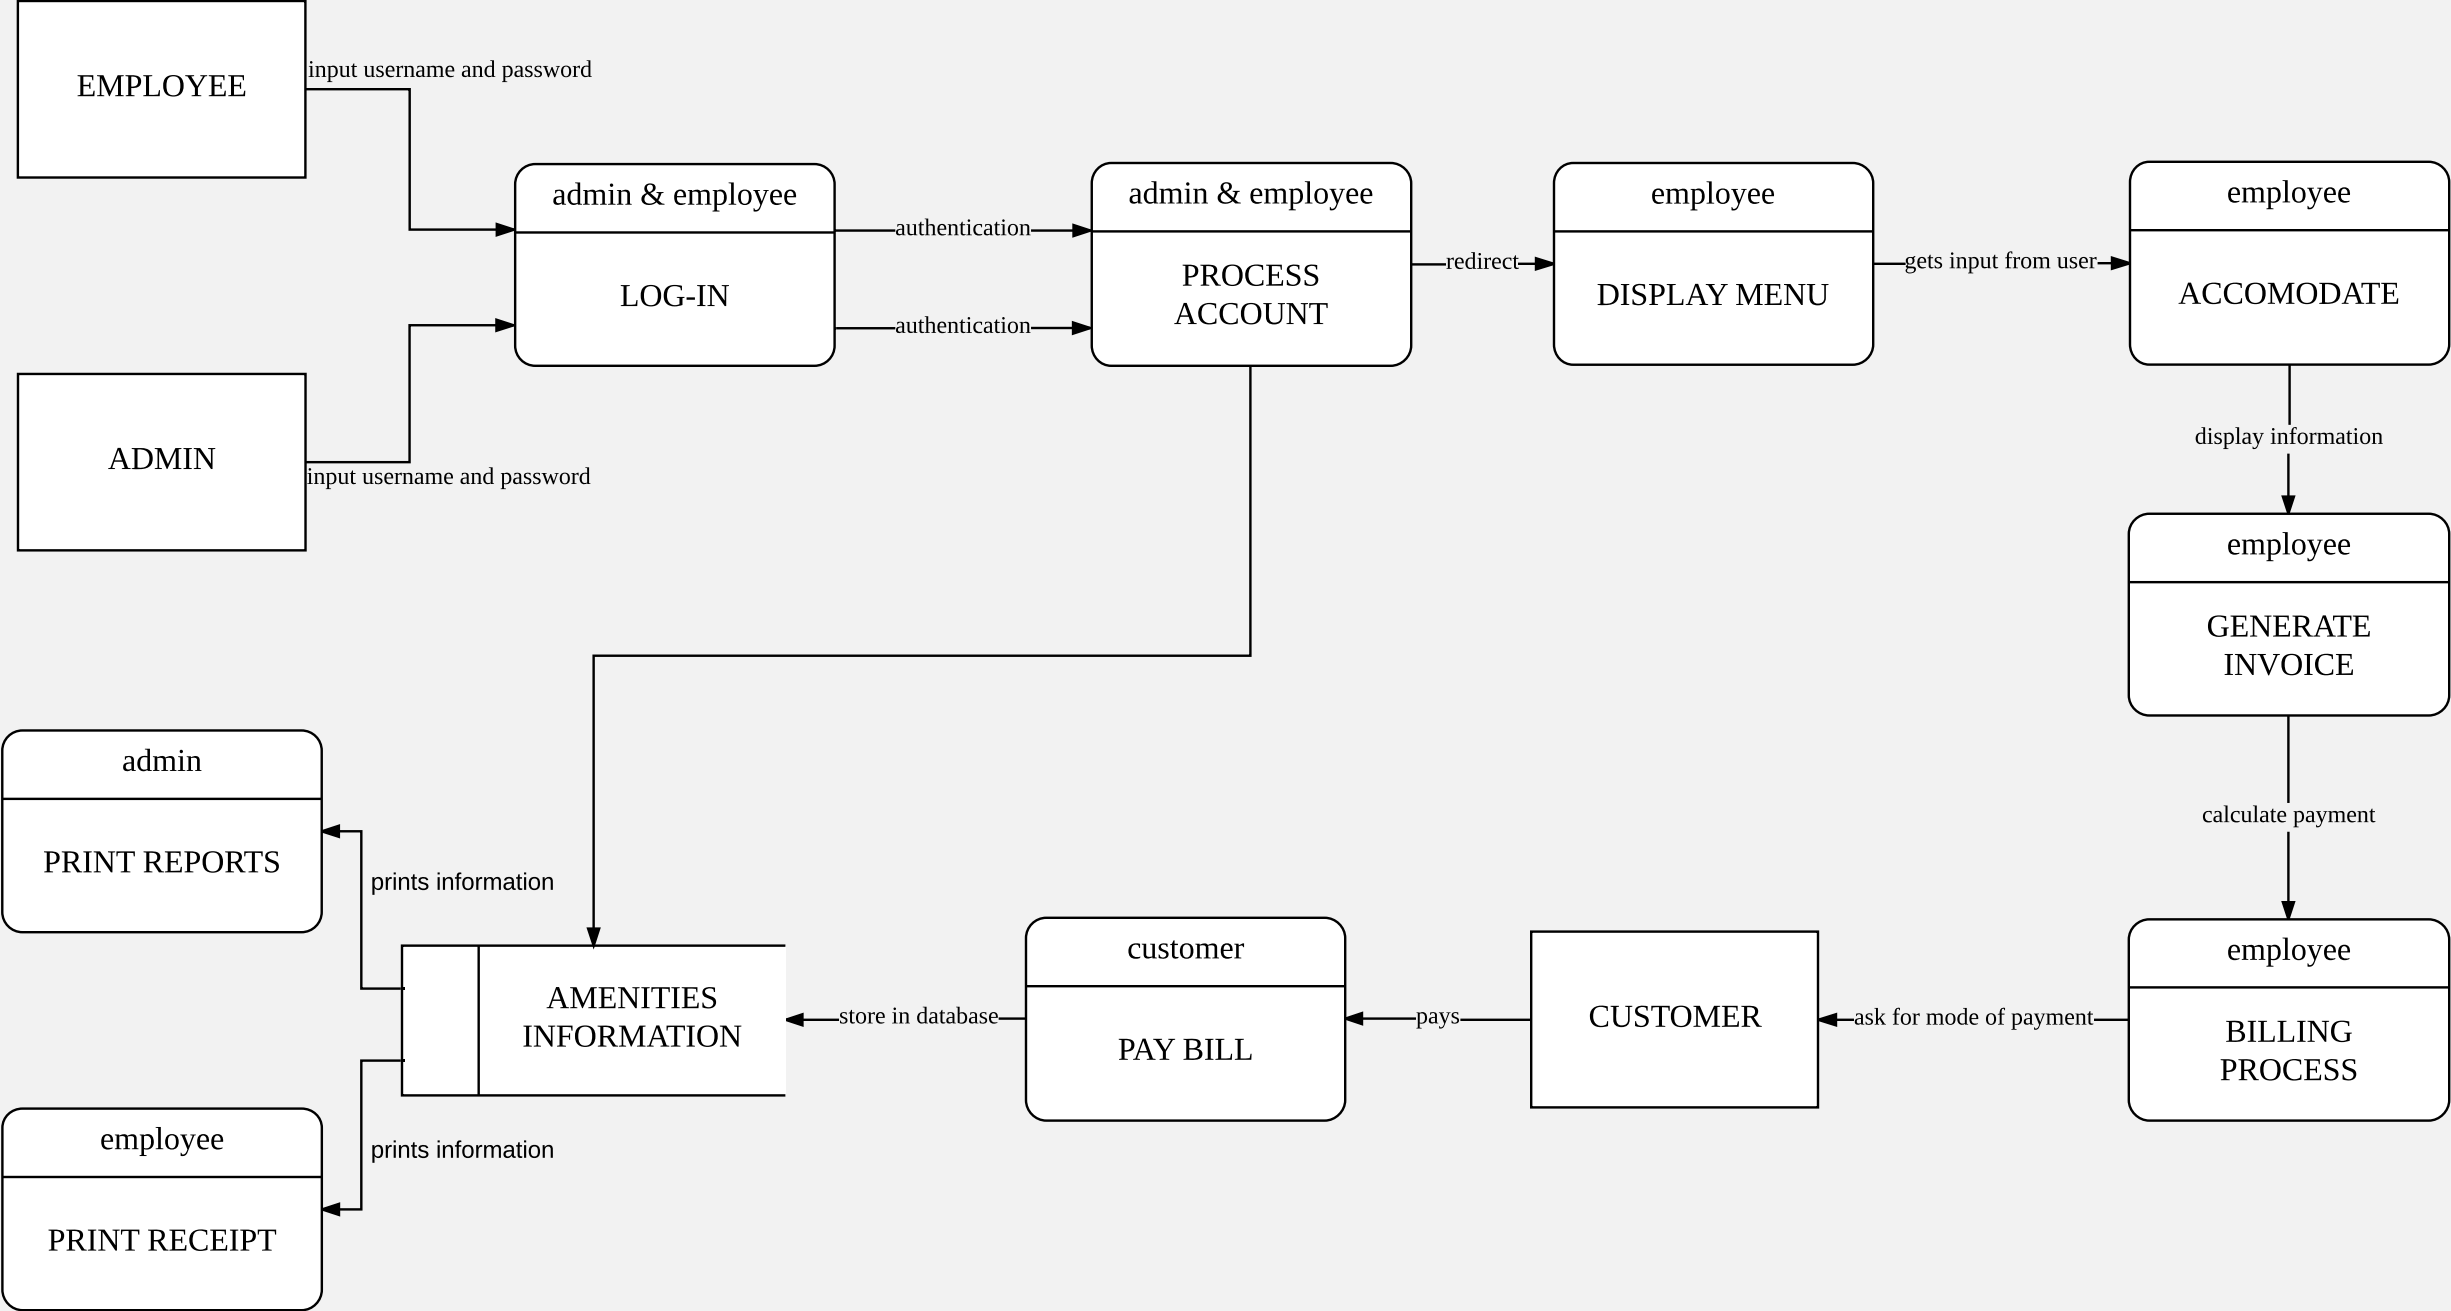 EMPLOYEE
input username and password
admin & employee
LOG-IN
authentication
authentication
admin & employee
PROCESS
ACCOUNT
redirect
employee
DISPLAY MENU
gets input from user
employee
ACCOMODATE
ADMIN
input username and password
display information
employee
GENERATE
INVOICE
calculate payment
employee
BILLING
PROCESS
ask for mode of payment
CUSTOMER
pays
customer
PAY BILL
store in database
AMENITIES
INFORMATION
prints information
admin
PRINT REPORTS
prints information
employee
PRINT RECEIPT